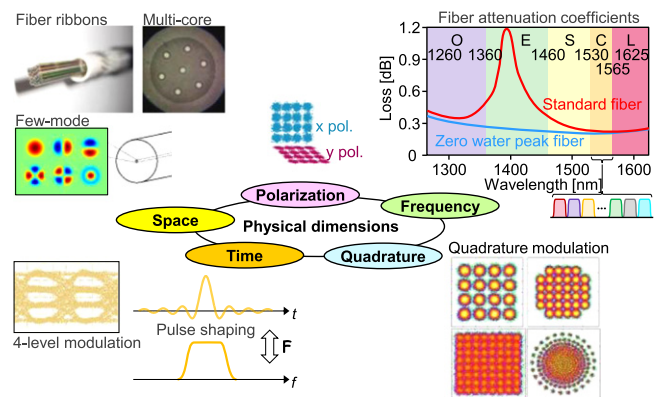 Fiber ribbons
Multi-core
Few-mode
x pol.
y pol.
Fiber attenuation coefficients
Loss [dB]
1.2
0.9
0.6
0.3
0
O E S C L
1260 1360 1460 1530 1625
1565
Standard fiber
Zero water peak fiber
1300 1400 1500 1600
Wavelength [nm]
...
Polarization
Frequency
Space
Physical dimensions
Time
Quadrature
4-level modulation
t
Pulse shaping
F
f
Quadrature modulation